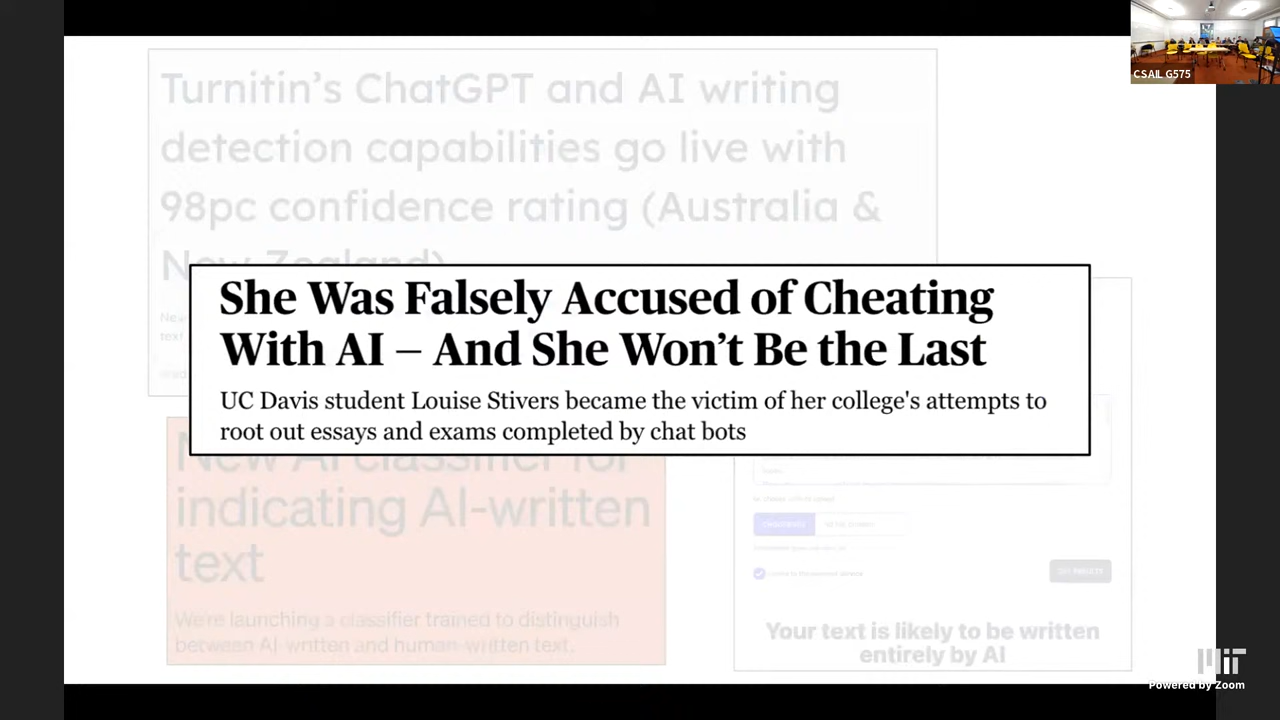 CSAIL G575
Turnitin's ChatGPT and AI writing
detection capabilities go live with
98pc confidence rating (Australia &
New Zealand)
She Was Falsely Accused of Cheating
With AI – And She Won't Be the Last
UC Davis student Louise Stivers became the victim of her college's attempts to
root out essays and exams completed by chat bots
New AI classifier for
indicating AI-written
text
We're launching a classifier trained to distinguish
between AI-written and human-written text.
Your text is likely to be written
entirely by AI
MIT
Powered by Zoom